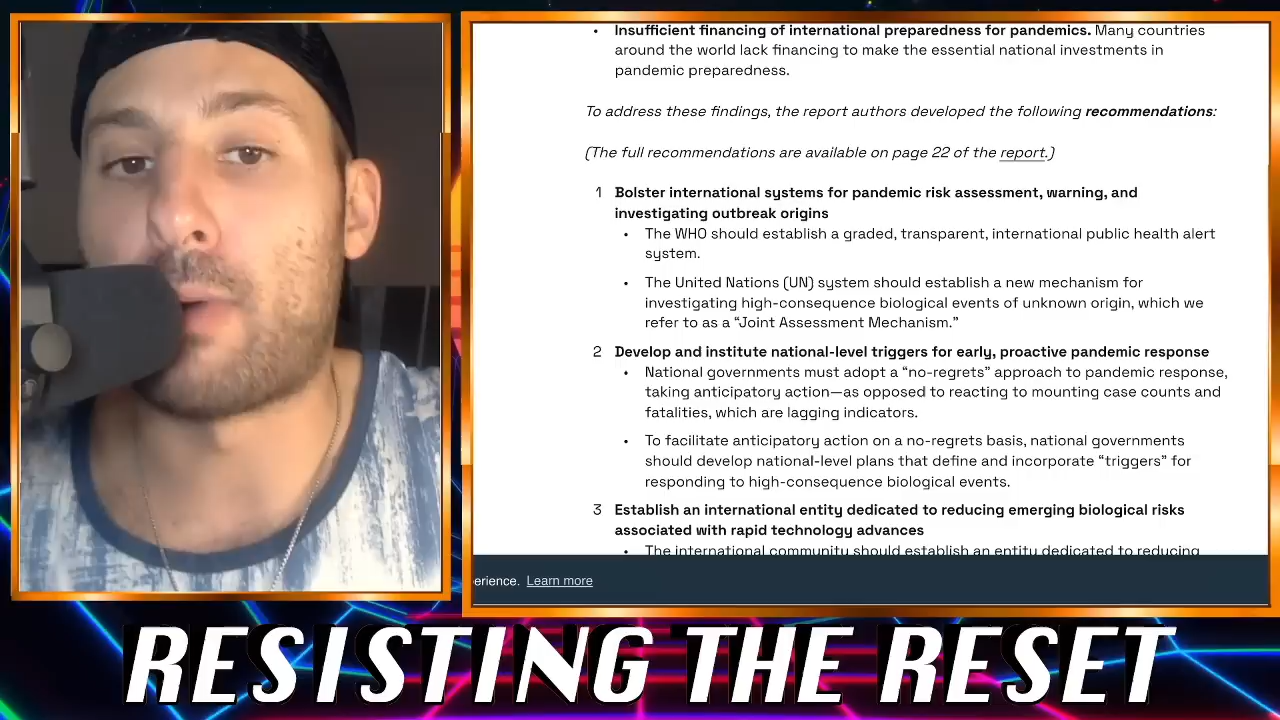 • Insufficient financing of international preparedness for pandemics. Many countries
around the world lack financing to make the essential national investments in
pandemic preparedness.
To address these findings, the report authors developed the following recommendations:
(The full recommendations are available on page 22 of the report.)
1 Bolster international systems for pandemic risk assessment, warning, and
investigating outbreak origins
• The WHO should establish a graded, transparent, international public health alert
system.
• The United Nations (UN) system should establish a new mechanism for
investigating high-consequence biological events of unknown origin, which we
refer to as a “Joint Assessment Mechanism.”
2 Develop and institute national-level triggers for early, proactive pandemic response
• National governments must adopt a “no-regrets” approach to pandemic response,
taking anticipatory action—as opposed to reacting to mounting case counts and
fatalities, which are lagging indicators.
• To facilitate anticipatory action on a no-regrets basis, national governments
should develop national-level plans that define and incorporate “triggers” for
responding to high-consequence biological events.
3 Establish an international entity dedicated to reducing emerging biological risks
associated with rapid technology advances
• The international community should establish an entity dedicated to reducing
erience. Learn more
RESISTING THE RESET